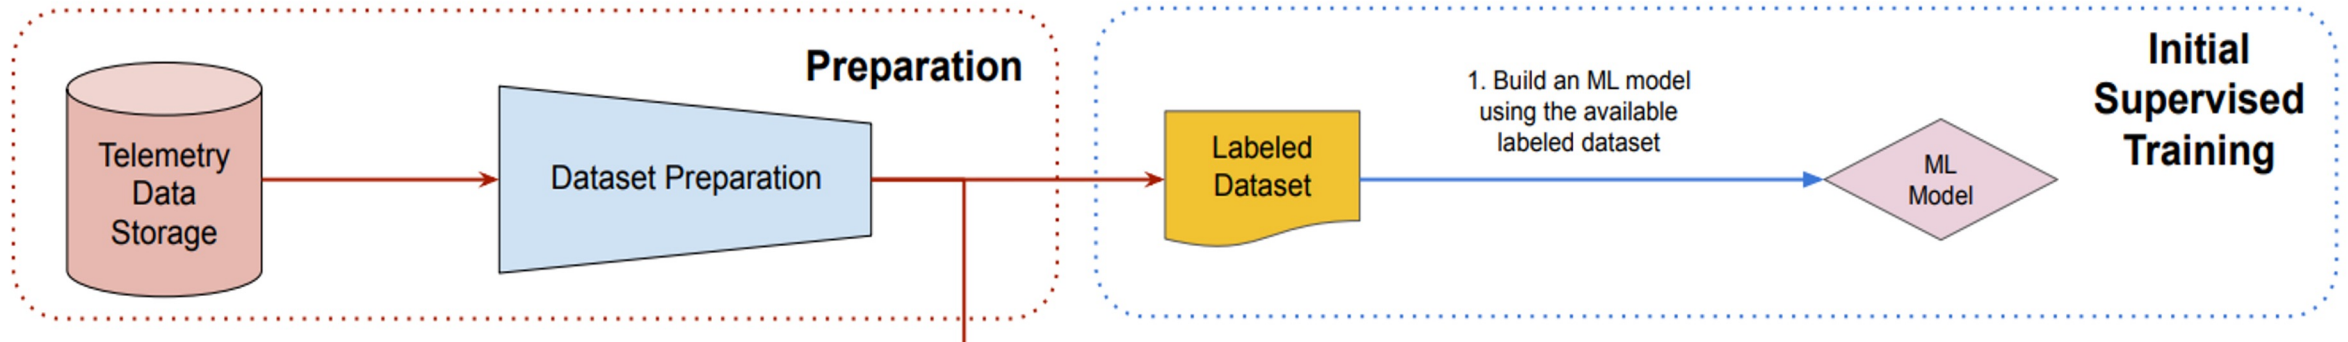 Preparation
Telemetry
Data
Storage
Dataset Preparation
Initial
Supervised
Training
Labeled
Dataset
1. Build an ML model
using the available
labeled dataset
ML
Model